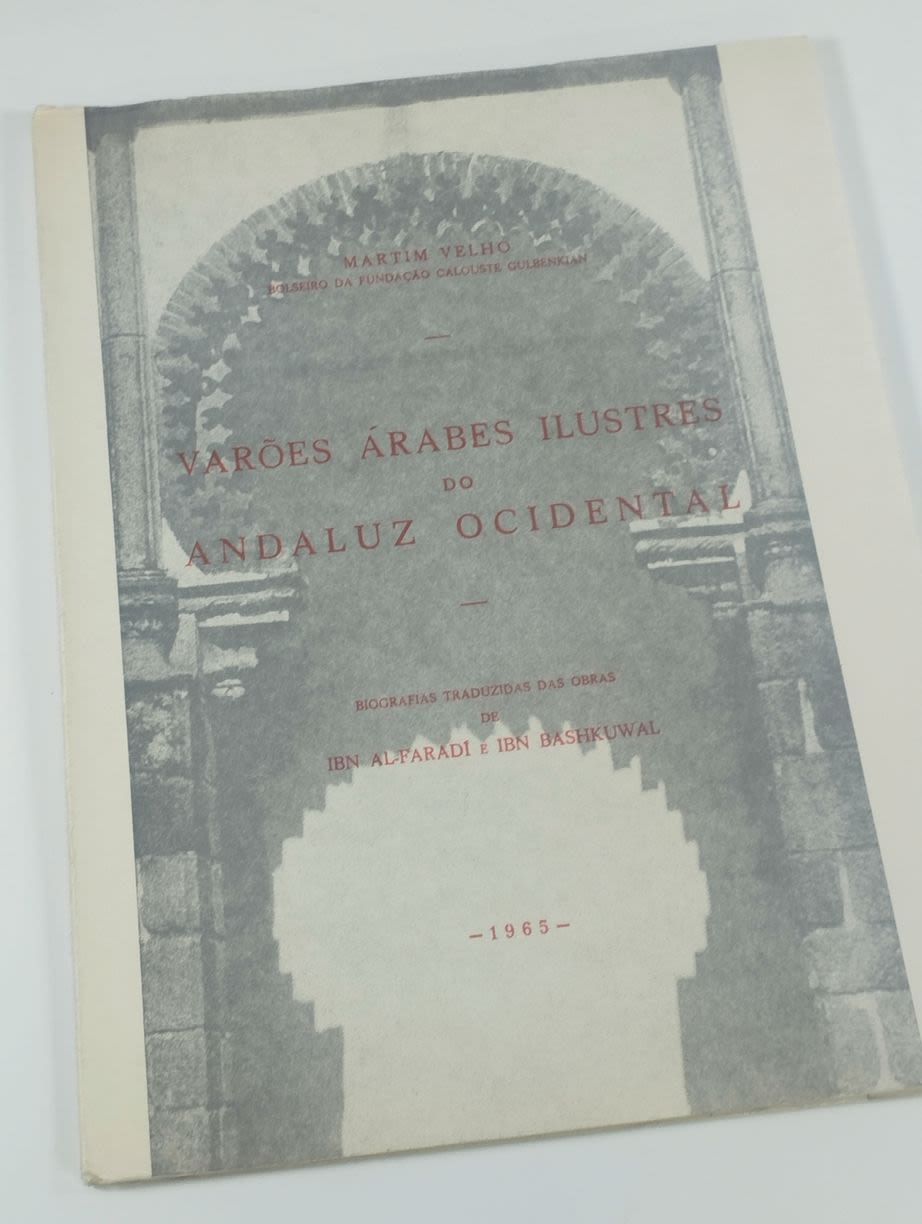 MARTIM VELHO
BOLSEIRO DA FUNDAÇÃO CALOUSTE GULBENKIAN
—
VARÕES ÁRABES ILUSTRES
DO
ANDALUZ OCIDENTAL
—
BIOGRAFIAS TRADUZIDAS DAS OBRAS
DE
IBN AL-FARADÍ E IBN BASHKUWAL
— 1965 —